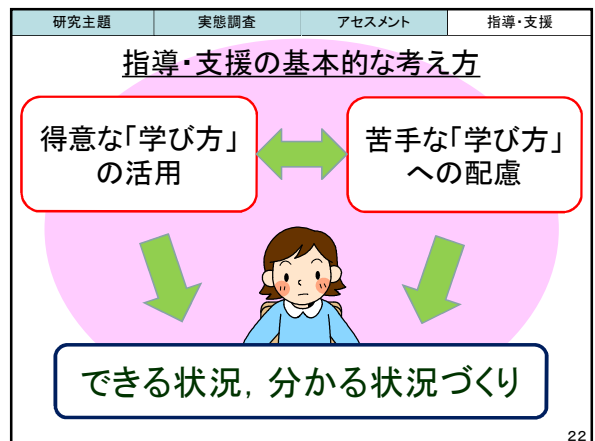 研究主題
実態調査
アセスメント
指導・支援
指導・支援の基本的な考え方
得意な「学び方」
の活用
苦手な「学び方」
への配慮
できる状況，分かる状況づくり
22